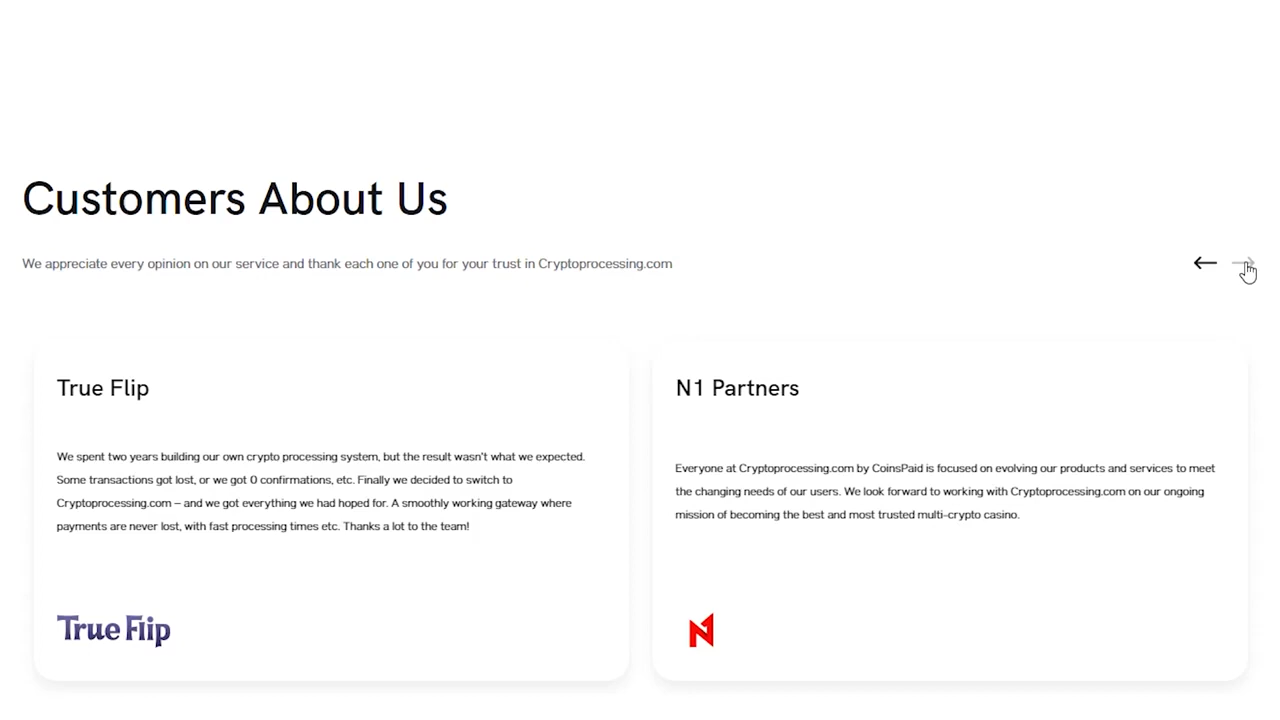 Customers About Us
We appreciate every opinion on our service and thank each one of you for your trust in Cryptoprocessing.com
True Flip
We spent two years building our own crypto processing system, but the result wasn't what we expected.
Some transactions got lost, or we got 0 confirmations, etc. Finally we decided to switch to
Cryptoprocessing.com – and we got everything we had hoped for. A smoothly working gateway where
payments are never lost, with fast processing times etc. Thanks a lot to the team!
True Flip
N1 Partners
Everyone at Cryptoprocessing.com by CoinsPaid is focused on evolving our products and services to meet
the changing needs of our users. We look forward to working with Cryptoprocessing.com on our ongoing
mission of becoming the best and most trusted multi-crypto casino.
N1